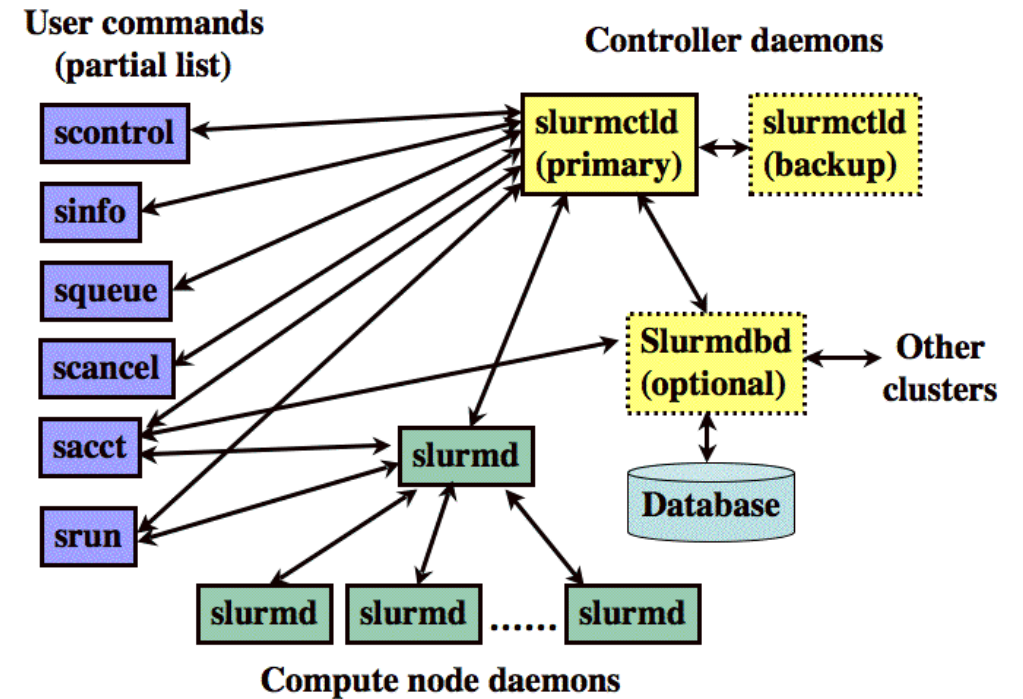 User commands
(partial list)
Controller daemons
scontrol
sinfo
squeue
scancel
sacct
srun
slurmctld
(primary)
slurmctld
(backup)
Slurmdbd
(optional)
Other
clusters
Database
slurmd
slurmd
slurmd
......
slurmd
Compute node daemons